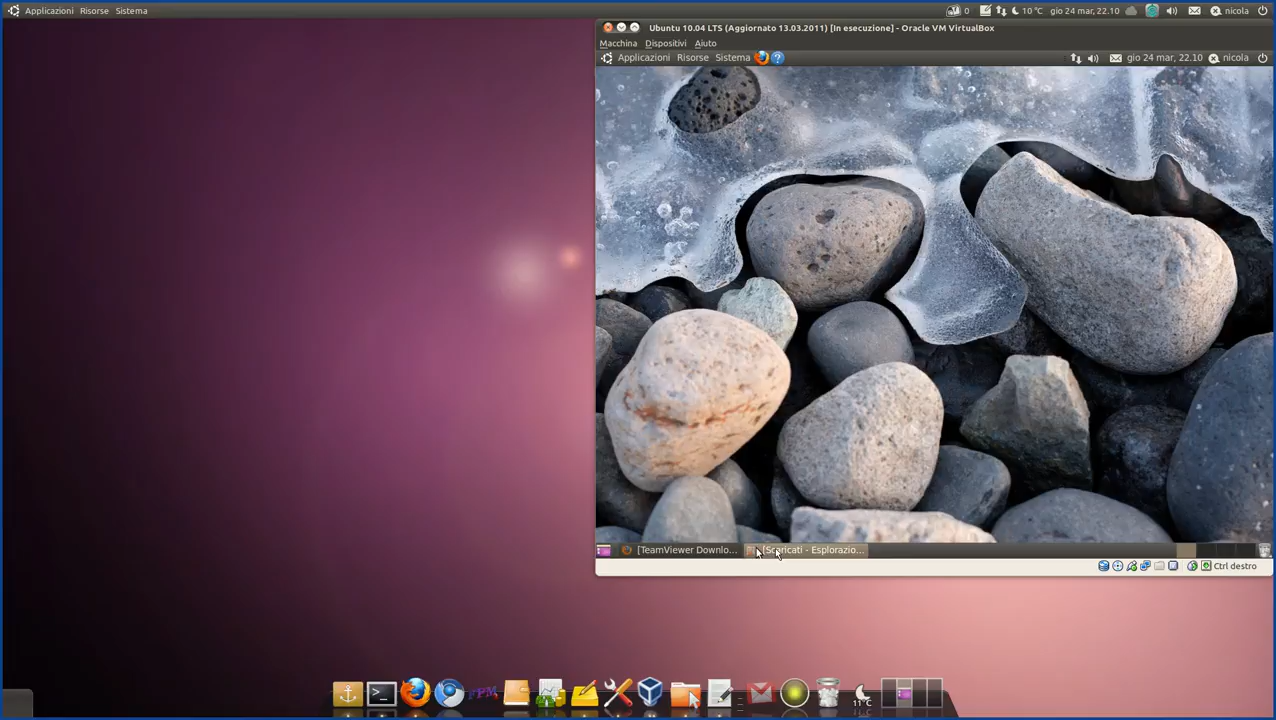 Applicazioni Risorse Sistema
0 10 °C gio 24 mar, 22.10 nicola
Ubuntu 10.04 LTS (Aggiornato 13.03.2011) [In esecuzione] - Oracle VM VirtualBox
Macchina Dispositivi Aiuto
Applicazioni Risorse Sistema gio 24 mar, 22.10 nicola
[TeamViewer Downlo... [Scaricati - Esplorazio...
Ctrl destro
11°C